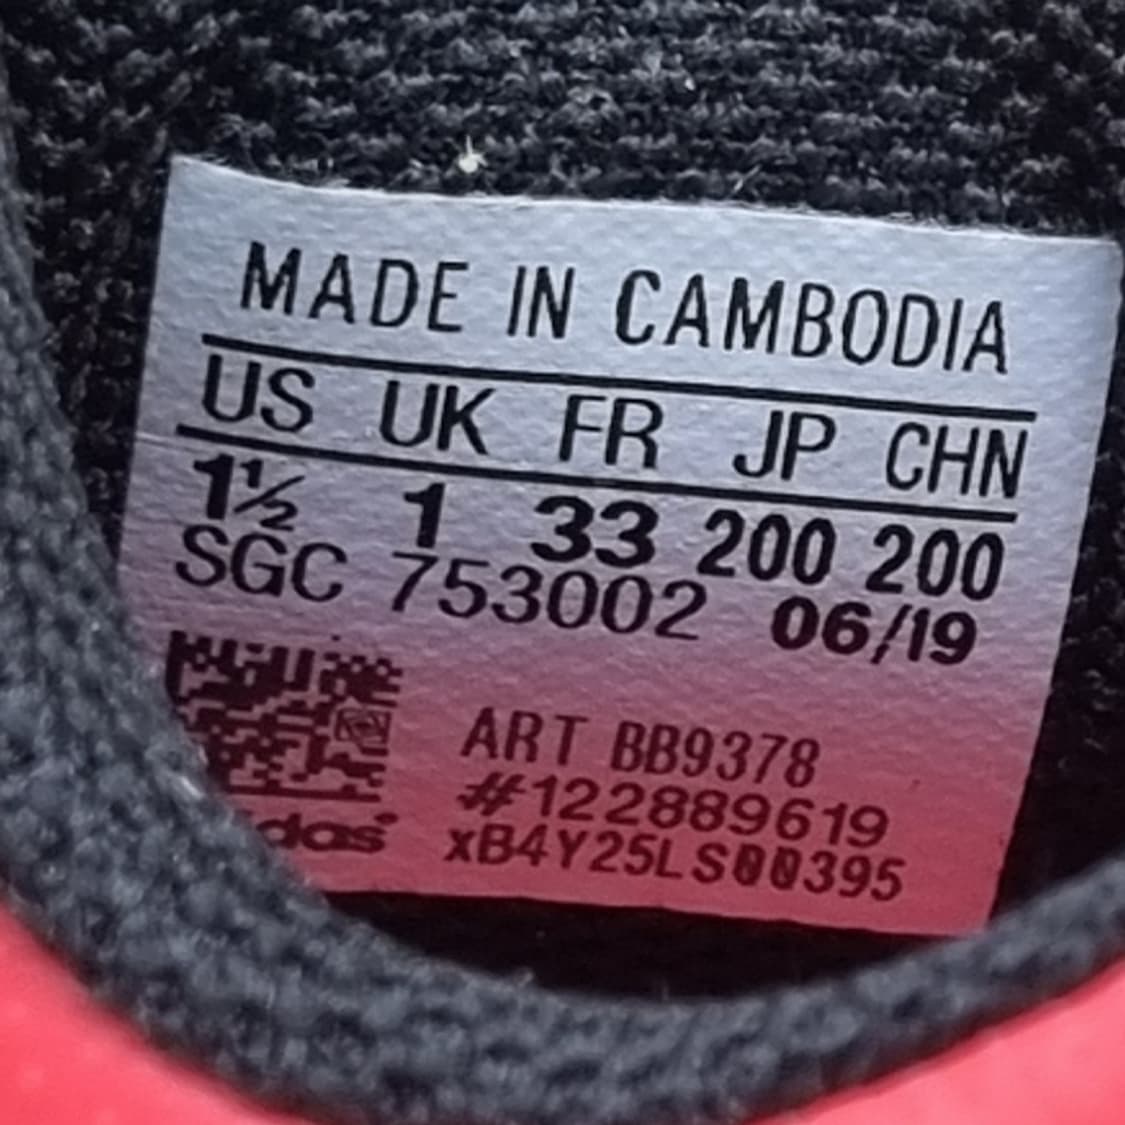 MADE IN CAMBODIA
US UK FR JP CHN
1½ 1 33 200 200
SGC 753002 06/19
ART BB9378
#122889619
xB4Y25LS00395